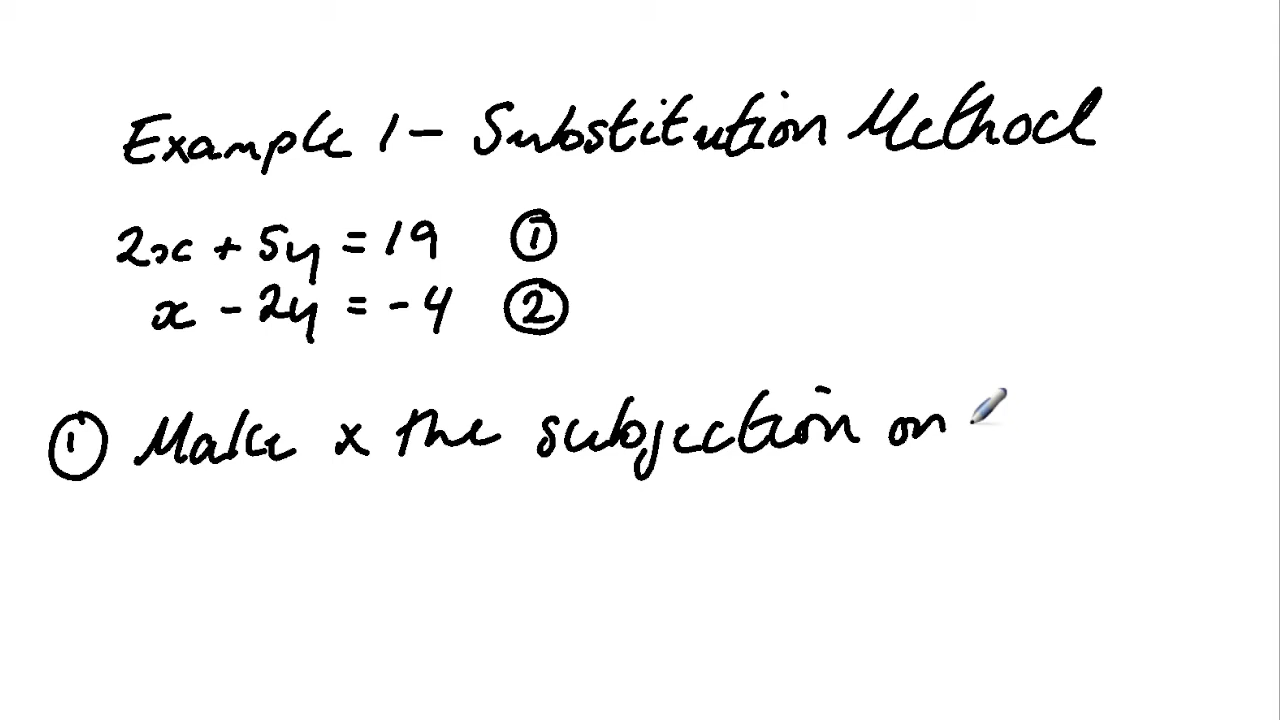 Example 1 - Substitution Method
2x + 5y = 19 ①
x - 2y = -4 ②
① Make x the subjection on